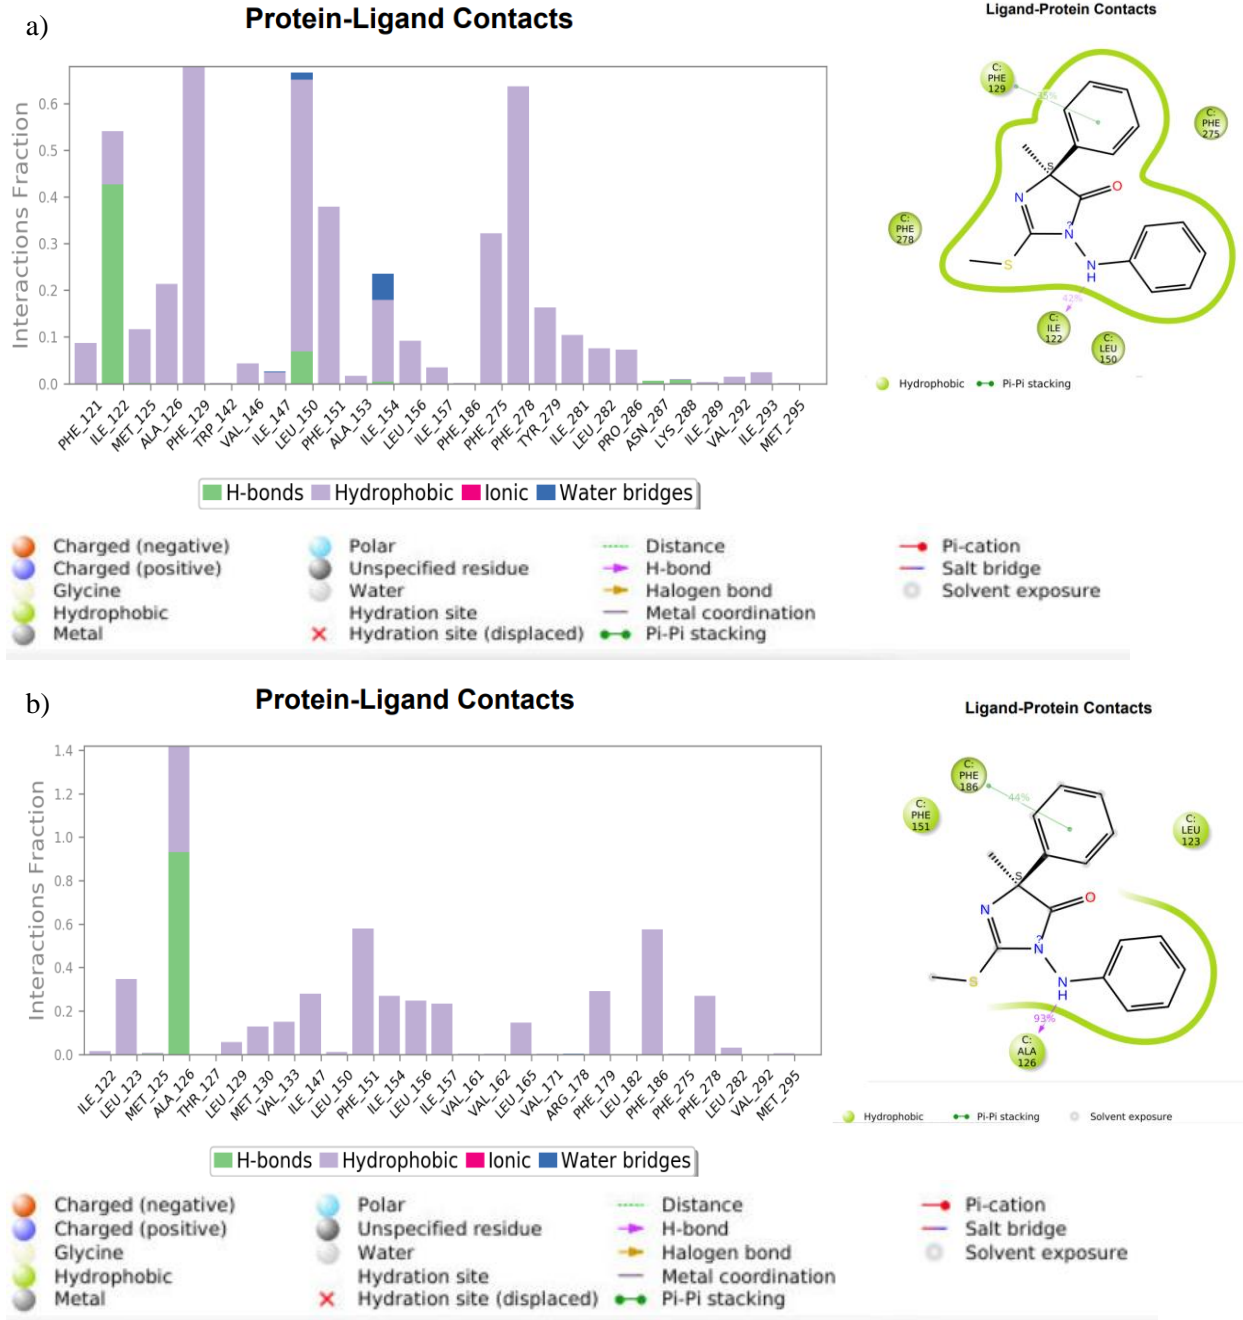 a)
Protein-Ligand Contacts
Ligand-Protein Contacts
Interactions Fraction
0.6
0.5
0.4
0.3
0.2
0.1
0.0
PHE_121
ILE_122
MET_125
ALA_126
PHE_129
TRP_142
VAL_146
ILE_147
LEU_150
PHE_151
ALA_153
ILE_154
LEU_156
ILE_157
PHE_186
PHE_275
PHE_278
TYR_279
ILE_281
LEU_282
PRO_286
ASN_287
LYS_288
ILE_289
VAL_292
ILE_293
MET_295
C:
PHE
129
35%
C:
PHE
275
C:
PHE
278
S
O
N
N
S
N
H
42%
C:
ILE
122
C:
LEU
150
Hydrophobic Pi-Pi stacking
H-bonds Hydrophobic Ionic Water bridges
Charged (negative) Polar Distance Pi-cation
Charged (positive) Unspecified residue H-bond Salt bridge
Glycine Water Halogen bond Solvent exposure
Hydrophobic Hydration site Metal coordination
Metal Hydration site (displaced) Pi-Pi stacking
b)
Protein-Ligand Contacts
Ligand-Protein Contacts
Interactions Fraction
1.4
1.2
1.0
0.8
0.6
0.4
0.2
0.0
ILE_122
LEU_123
MET_125
ALA_126
THR_127
LEU_129
MET_130
VAL_133
ILE_147
LEU_150
PHE_151
ILE_154
LEU_156
ILE_157
VAL_161
VAL_162
LEU_165
VAL_171
ARG_178
PHE_179
LEU_182
PHE_186
PHE_275
PHE_278
LEU_282
VAL_292
MET_295
C:
PHE
186
44%
C:
PHE
151
C:
LEU
123
S
O
N
N
S
N
H
93%
C:
ALA
126
Hydrophobic Pi-Pi stacking Solvent exposure
H-bonds Hydrophobic Ionic Water bridges
Charged (negative) Polar Distance Pi-cation
Charged (positive) Unspecified residue H-bond Salt bridge
Glycine Water Halogen bond Solvent exposure
Hydrophobic Hydration site Metal coordination
Metal Hydration site (displaced) Pi-Pi stacking